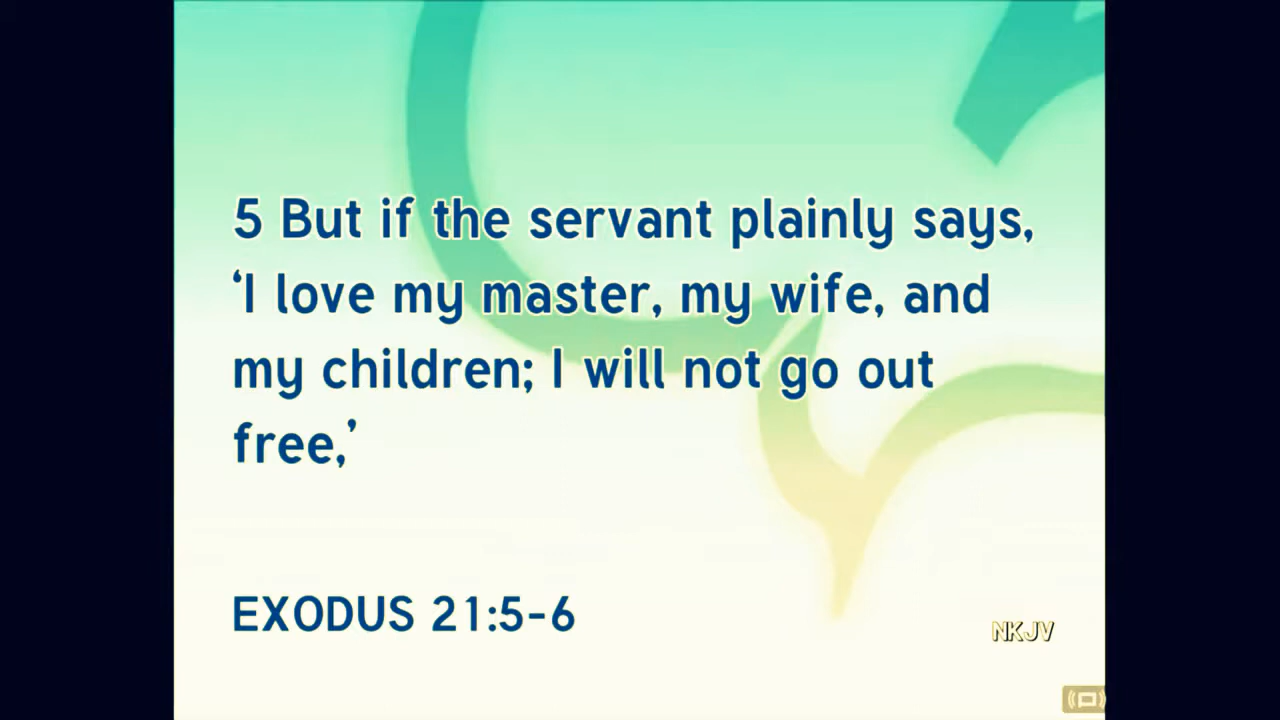 5 But if the servant plainly says,
‘I love my master, my wife, and
my children; I will not go out
free,’
EXODUS 21:5-6
NKJV